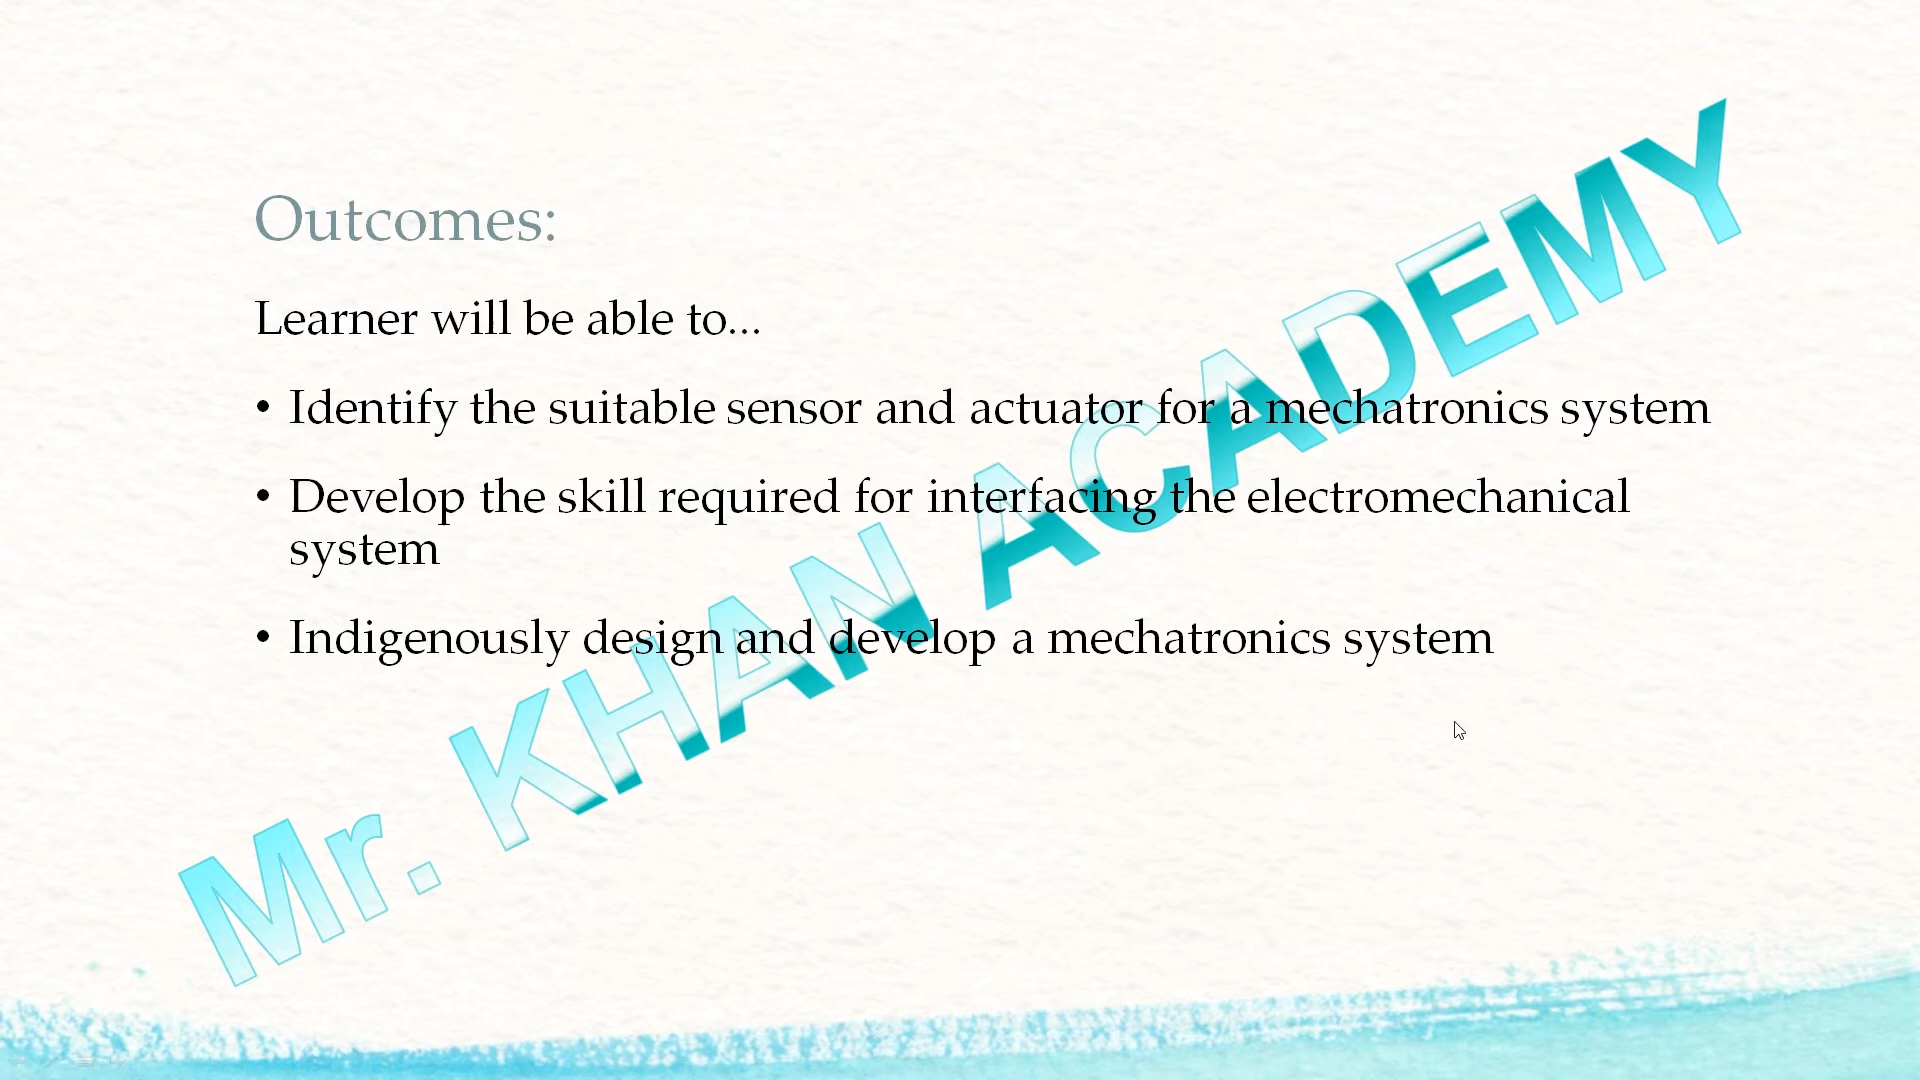 Outcomes:
Learner will be able to...
• Identify the suitable sensor and actuator for a mechatronics system
• Develop the skill required for interfacing the electromechanical
system
• Indigenously design and develop a mechatronics system
Mr. KHAN ACADEMY